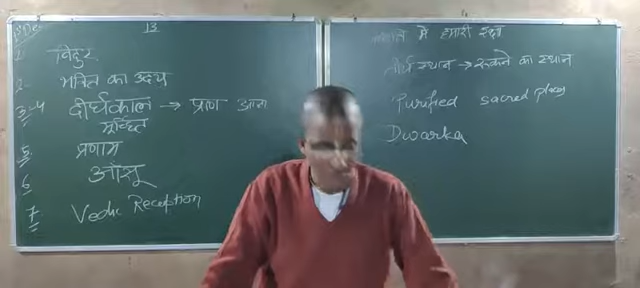 13
1. विदुर
2. भक्ति का उदय
3-4 दीर्घकाल → प्राण आना
मूर्च्छित
5. प्रणाम
6 आँसू
7. Vedic Reception
में हमारी रक्षा
तीर्थ स्थान → रुकने का स्थान
Purified sacred places
Dwarka